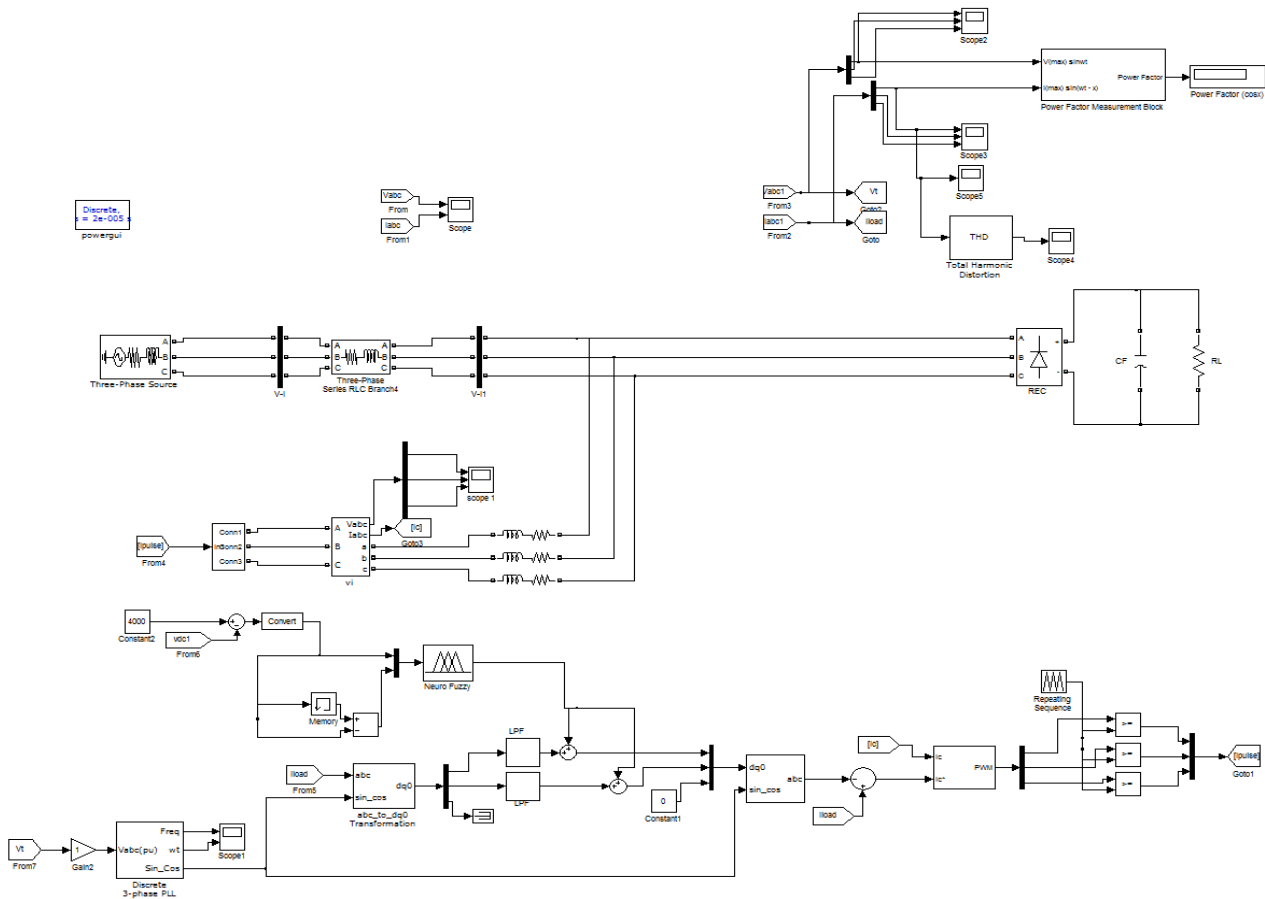 Scope2
V(max) sinwt
Power Factor
I(max) sin(wt - x)
Power Factor Measurement Block
Power Factor (cosx)
Scope3
Scope5
Vabc1
From3
Vt
Goto2
Iabc1
From2
Iload
Goto
THD
Total Harmonic
Distortion
Scope4
Discrete,
s = 2e-005 s
powergui
Vabc
From
Iabc
From1
Scope
A
B
C
Three-Phase Source
V-I
A
B
C
A
B
C
Three-Phase
Series RLC Branch4
V-I1
A
B
C
+
-
REC
CF
RL
scope 1
[Ipulse]
From4
Conn1
In
Conn2
Conn3
A
B
C
Vabc
Iabc
a
b
c
vi
[Ic]
Goto3
4000
Constant2
vdc1
From6
+
−
Convert
Memory
+
−
Neuro Fuzzy
LPF
LPF
+
+
+
+
Iload
From5
abc
sin_cos
dq0
abc_to_dq0
Transformation
0
Constant1
dq0
sin_cos
abc
−
+
Iload
[Ic]
Ic
Ic*
PWM
Repeating
Sequence
>=
>=
>=
[Ipulse]
Goto1
Vt
From7
1
Gain2
Vabc(pu)
Freq
wt
Sin_Cos
Discrete
3-phase PLL
Scope1